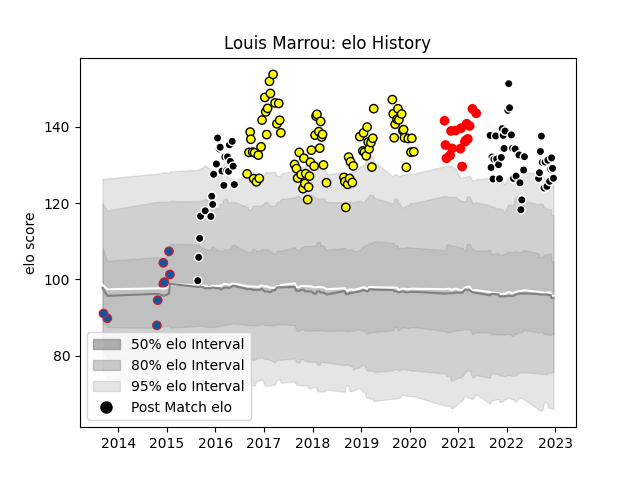 Louis Marrou: elo History
elo score
140
120
100
80
50% elo Interval
80% elo Interval
95% elo Interval
Post Match elo
2014 2015 2016 2017 2018 2019 2020 2021 2022 2023